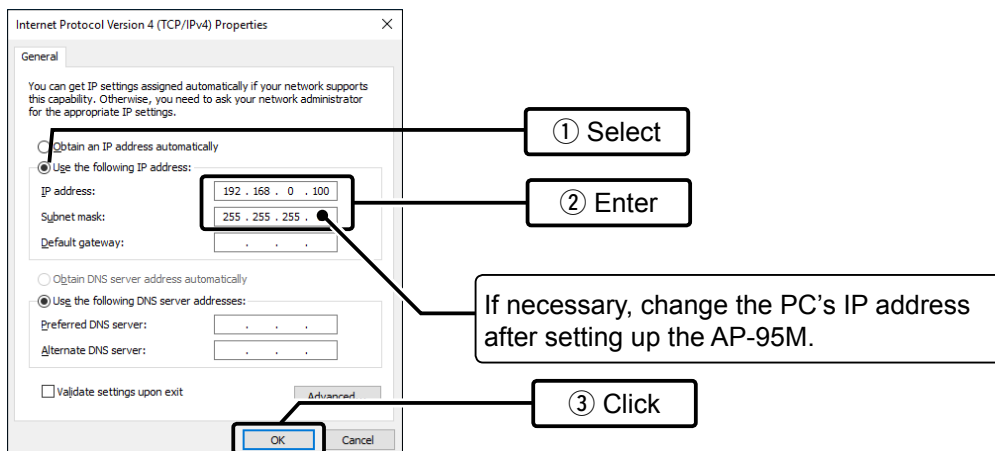 Internet Protocol Version 4 (TCP/IPv4) Properties
General
You can get IP settings assigned automatically if your network supports
this capability. Otherwise, you need to ask your network administrator
for the appropriate IP settings.
Obtain an IP address automatically
① Select
Use the following IP address:
IP address: 192 . 168 . 0 . 100
② Enter
Subnet mask: 255 . 255 . 255 .
Default gateway: . . .
Obtain DNS server address automatically
Use the following DNS server addresses:
If necessary, change the PC’s IP address
after setting up the AP-95M.
Preferred DNS server: . . .
Alternate DNS server: . . .
Validate settings upon exit
Advanced...
③ Click
OK Cancel